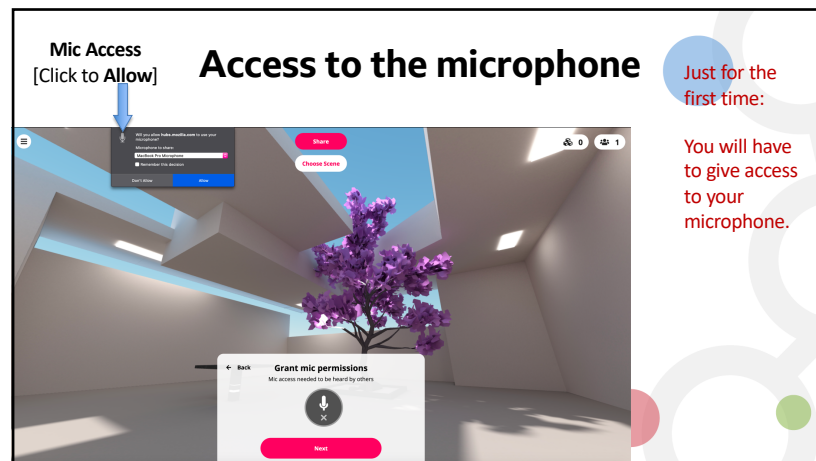 Mic Access
[Click to Allow]
Access to the microphone
Just for the
first time:
You will have
to give access
to your
microphone.
Will you allow hubs.mozilla.com to use your
microphone?
Microphone to share:
MacBook Pro Microphone
Remember this decision
Don't Allow
Allow
Share
Choose Scene
0
1
Back
Grant mic permissions
Mic access needed to be heard by others
Next